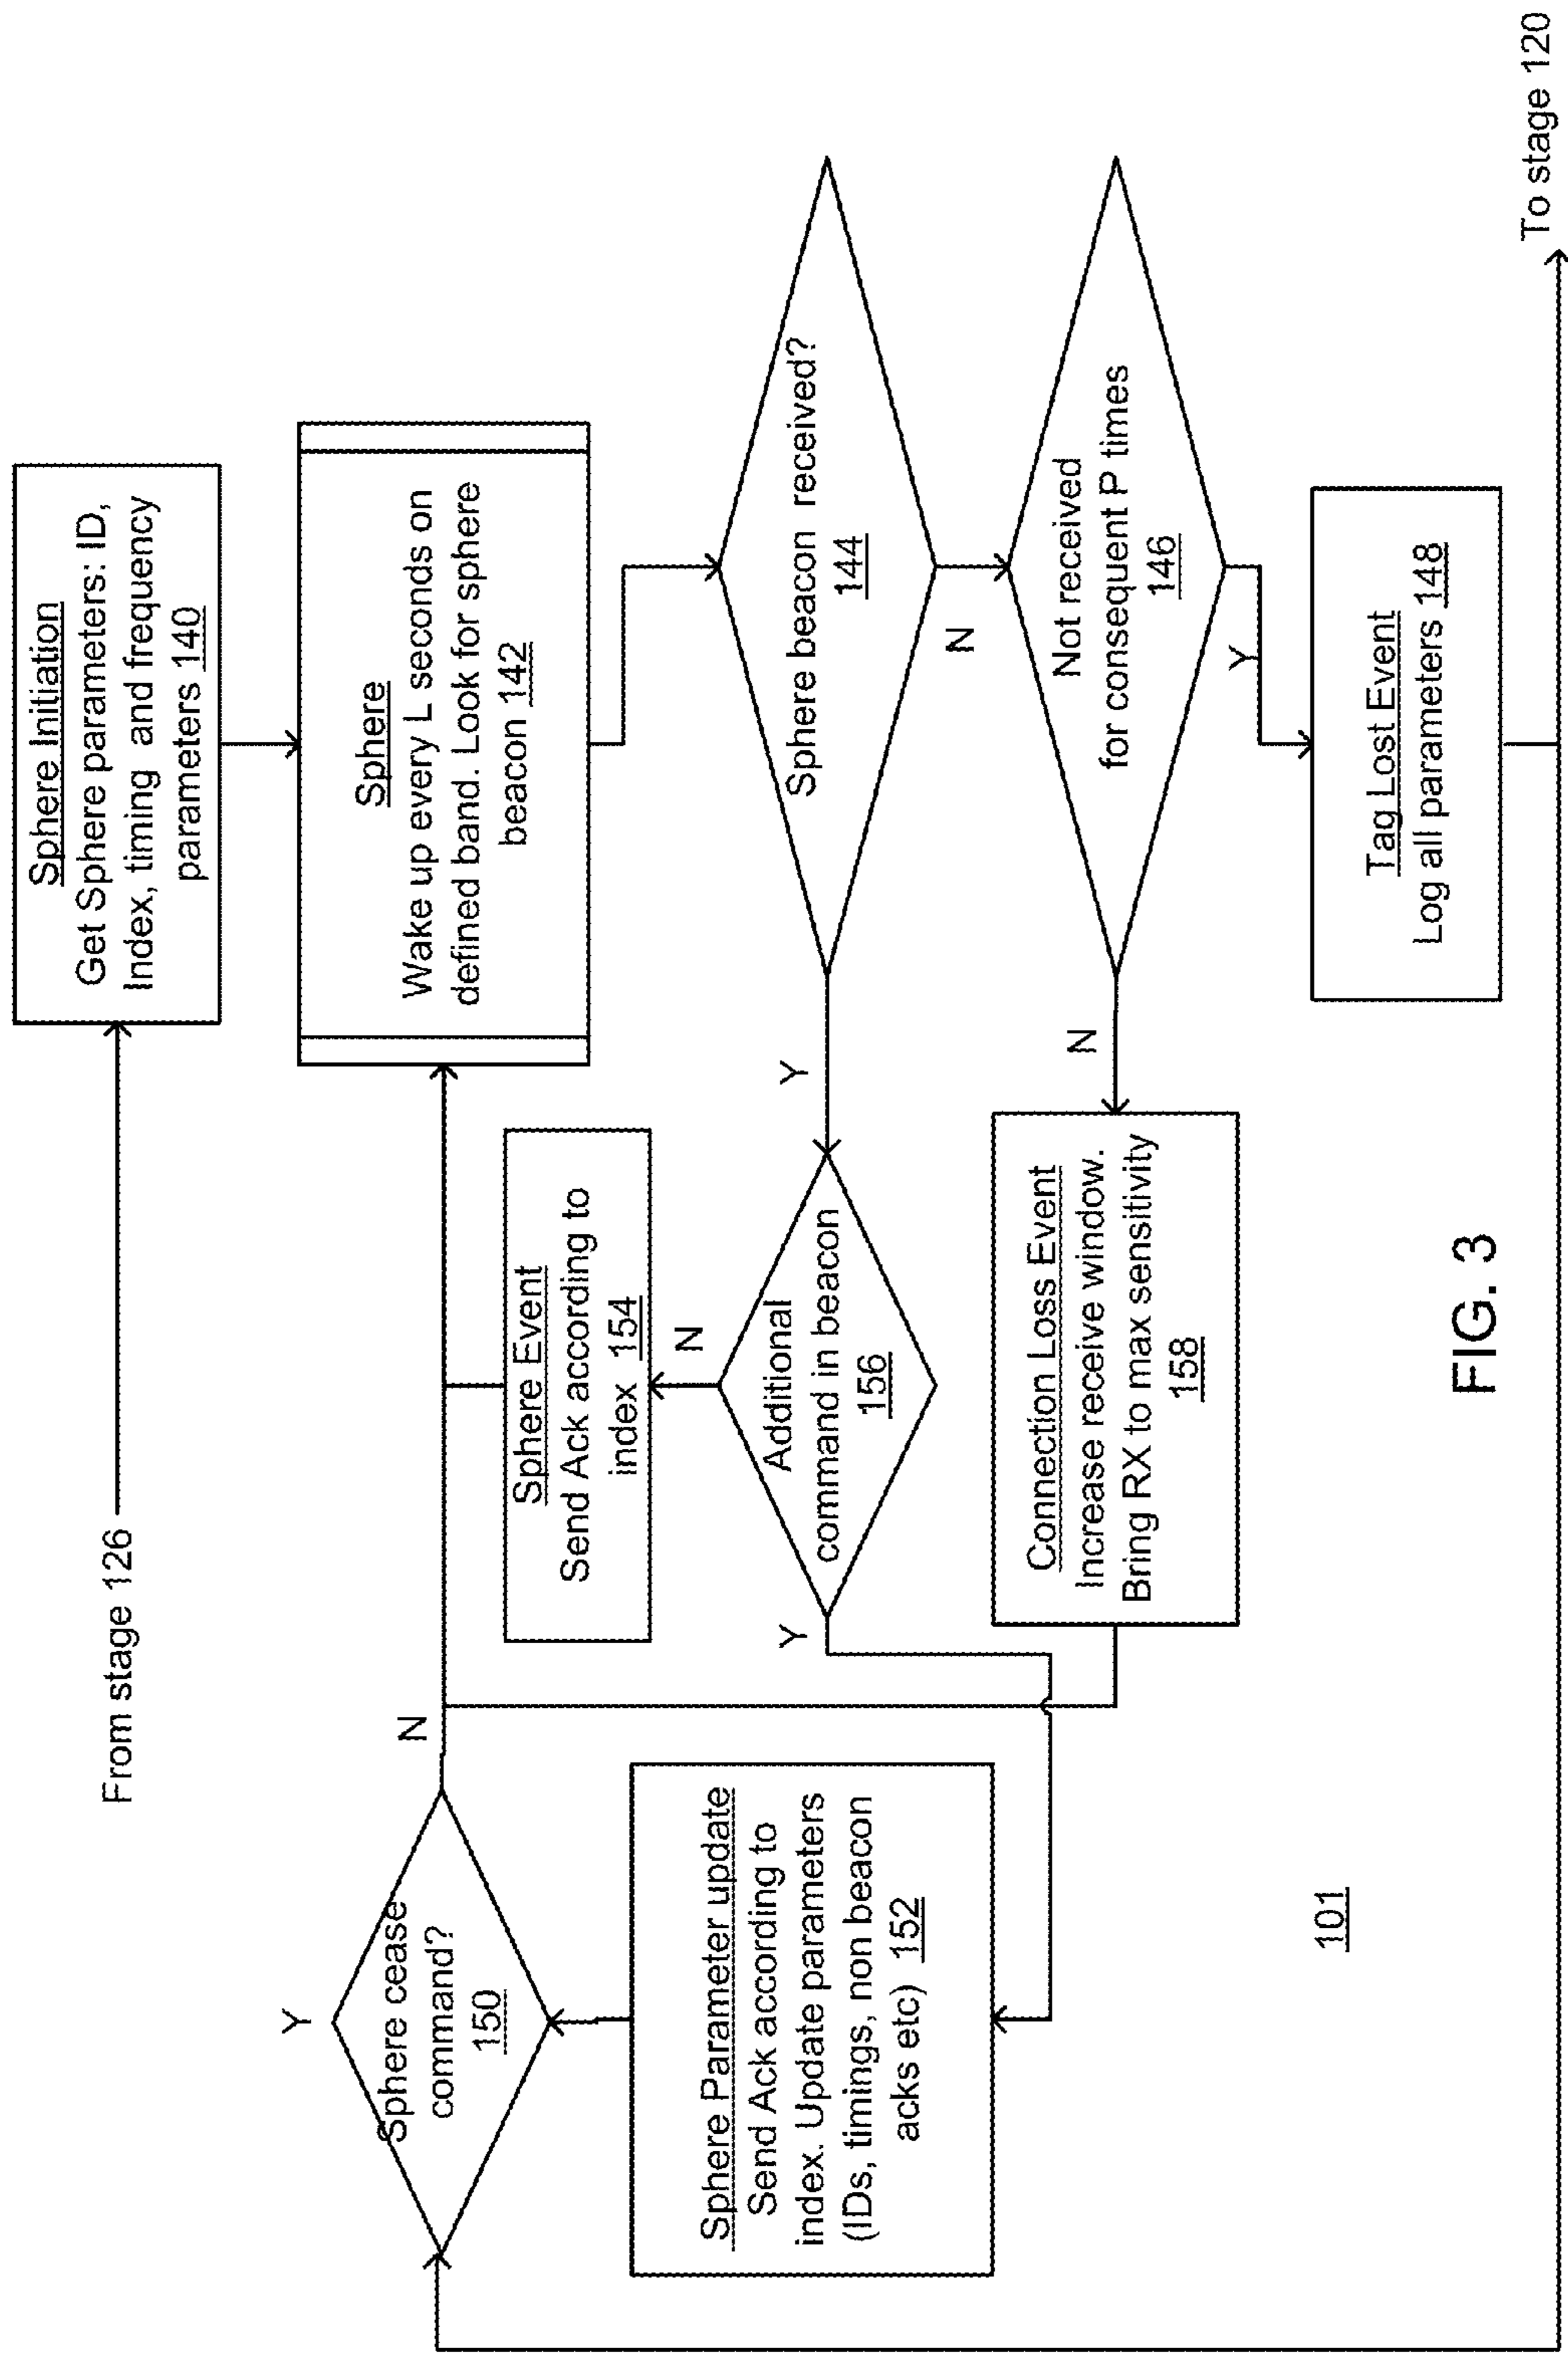 From stage 126
Sphere Initiation
Get Sphere parameters: ID,
Index, timing and frequency
parameters 140
Sphere
Wake up every L seconds on
defined band. Look for sphere
beacon 142
Sphere beacon received?
144
Y
N
Not received
for consequent P times
146
N
Y
Tag Lost Event
Log all parameters 148
Additional
command in beacon
156
N
Y
Sphere Event
Send Ack according to
index 154
Connection Loss Event
Increase receive window.
Bring RX to max sensitivity
158
Sphere Parameter update
Send Ack according to
index. Update parameters
(IDs, timings, non beacon
acks etc) 152
Sphere cease
command?
150
Y
N
To stage 120
101
FIG. 3